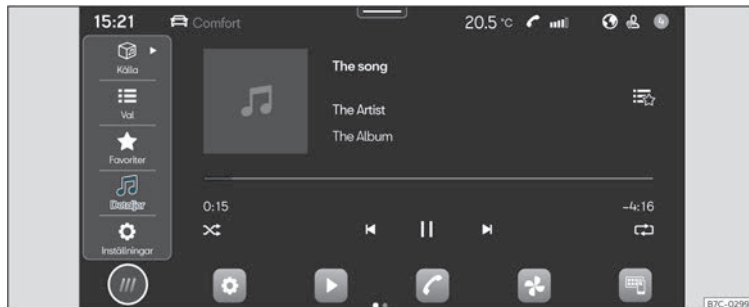 15:21
Comfort
20.5 °C
4
Källa
Val
Favoriter
Inställningar
The song
The Artist
The Album
0:15
-4:16
B7C-0299